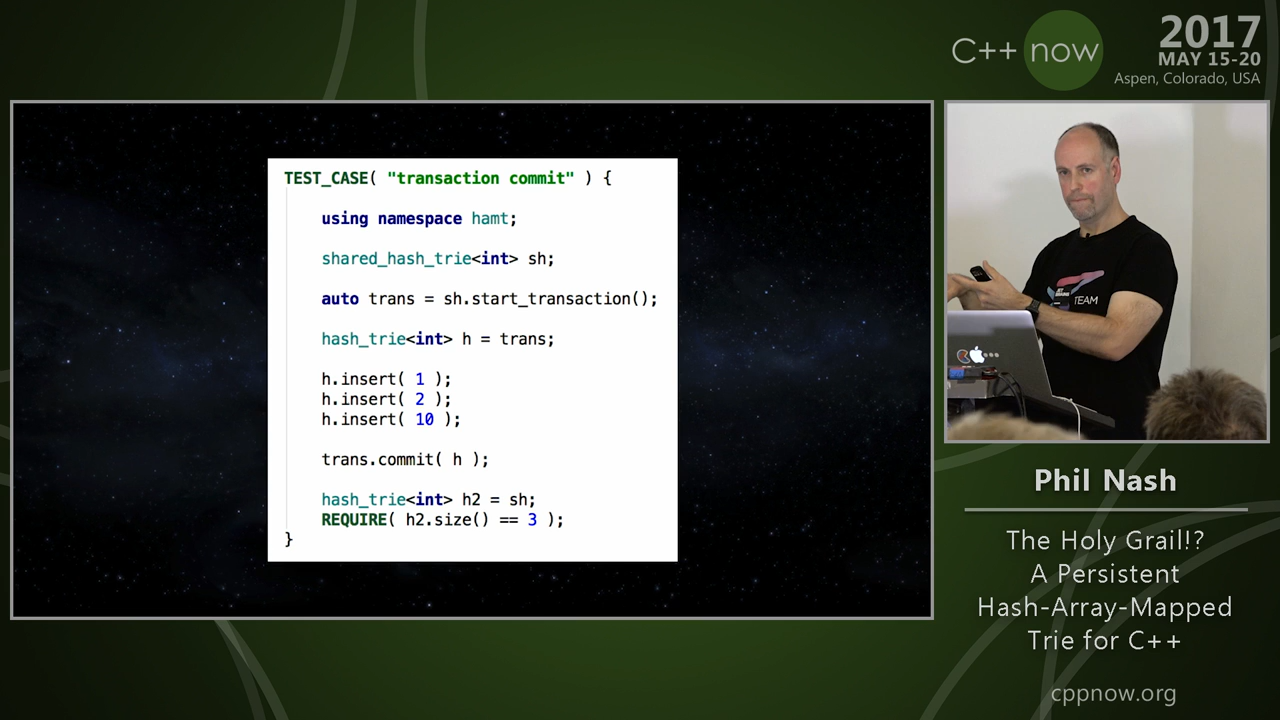 C++ now
2017
MAY 15-20
Aspen, Colorado, USA
TEST_CASE( "transaction commit" ) {
using namespace hamt;
shared_hash_trie<int> sh;
auto trans = sh.start_transaction();
hash_trie<int> h = trans;
h.insert( 1 );
h.insert( 2 );
h.insert( 10 );
trans.commit( h );
hash_trie<int> h2 = sh;
REQUIRE( h2.size() == 3 );
}
TEAM
Phil Nash
The Holy Grail!?
A Persistent
Hash-Array-Mapped
Trie for C++
cppnow.org